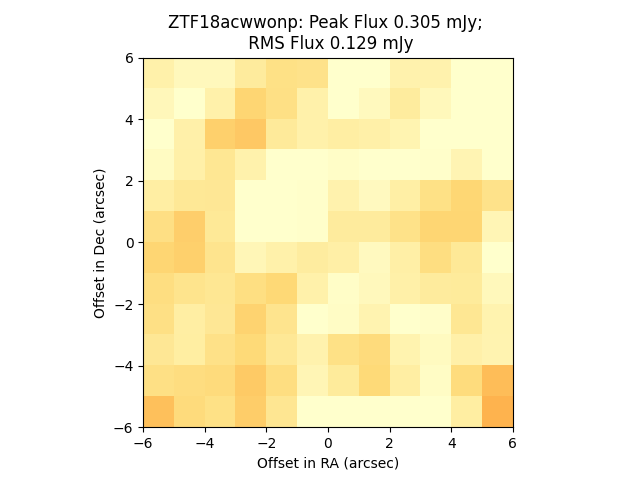 ZTF18acwwonp: Peak Flux 0.305 mJy;
RMS Flux 0.129 mJy
6
4
2
0
−2
−4
−6
Offset in Dec (arcsec)
−6 −4 −2 0 2 4 6
Offset in RA (arcsec)